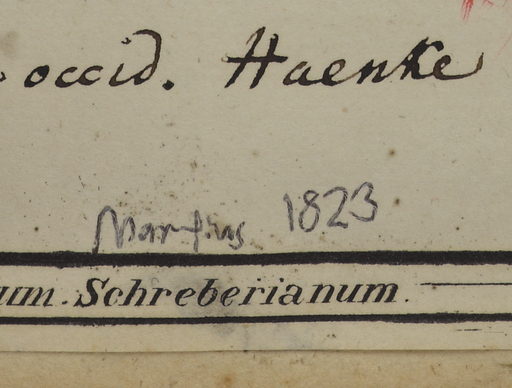 occid. Haenke
Martius 1823
um. Schreberianum.